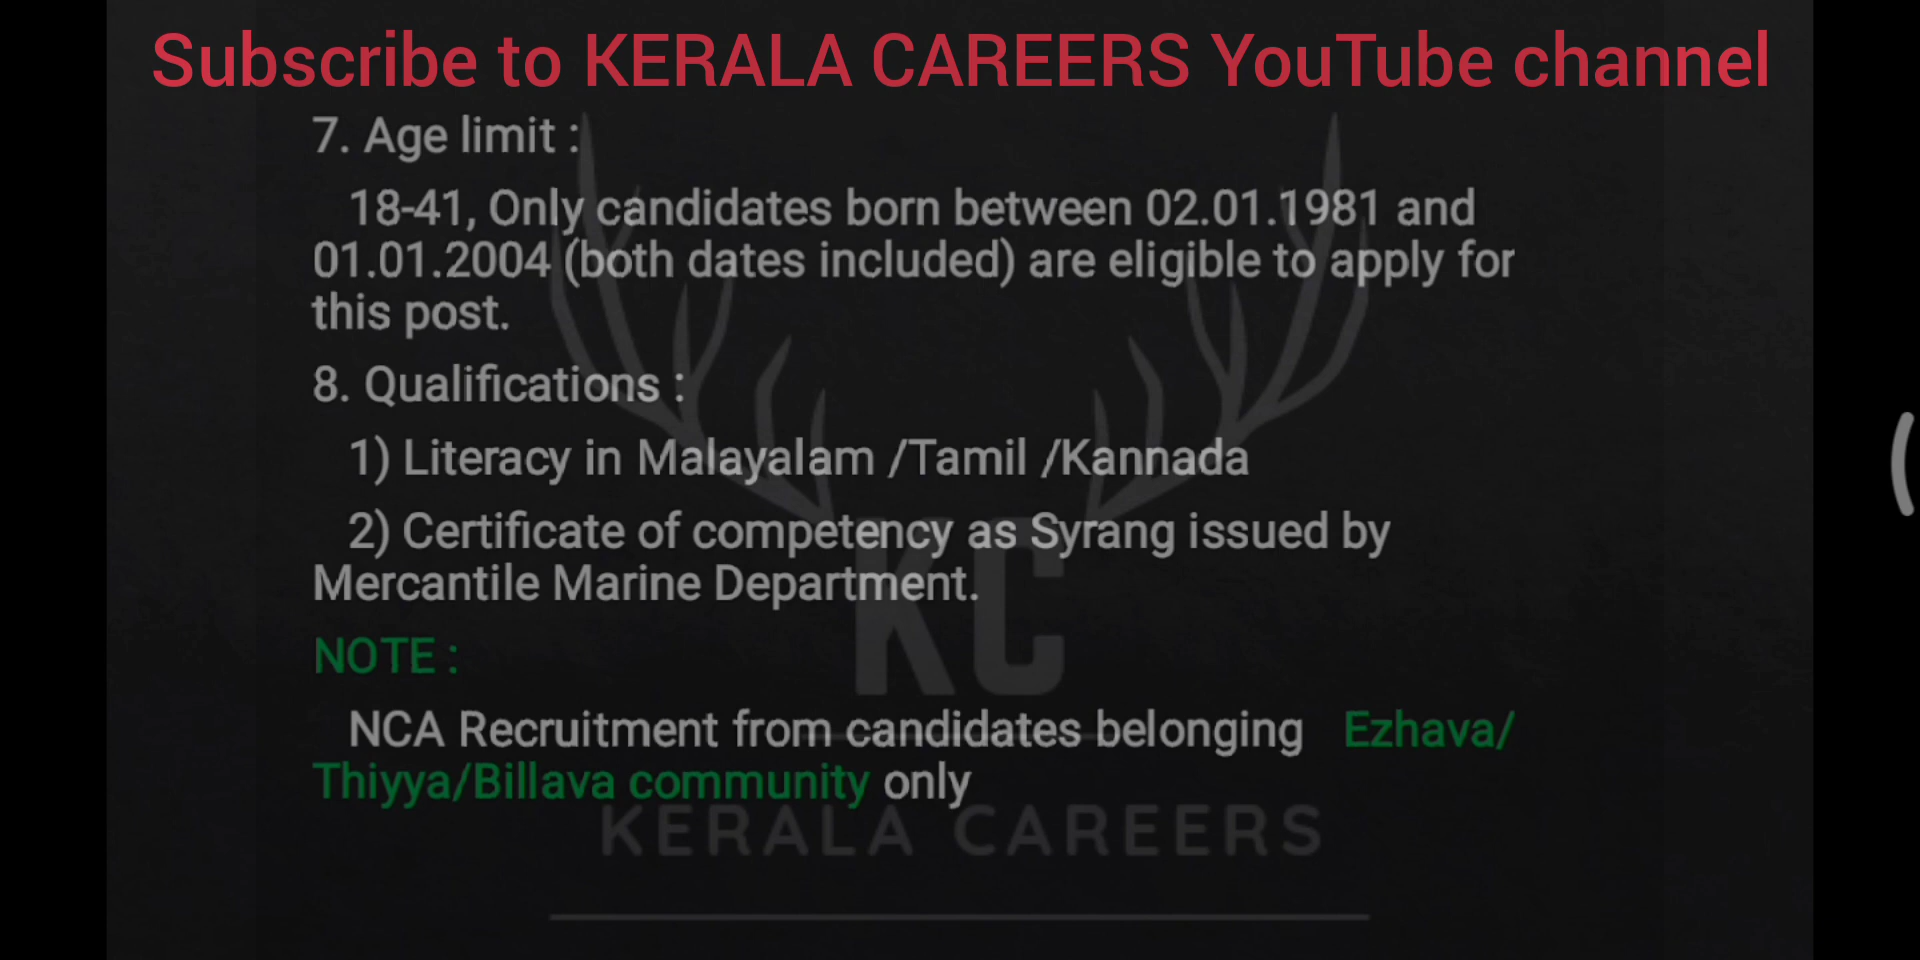 Subscribe to KERALA CAREERS YouTube channel
7. Age limit :
18-41, Only candidates born between 02.01.1981 and
01.01.2004 (both dates included) are eligible to apply for
this post.
8. Qualifications :
1) Literacy in Malayalam /Tamil /Kannada
2) Certificate of competency as Syrang issued by
Mercantile Marine Department.
NOTE :
NCA Recruitment from candidates belonging Ezhava/
Thiyya/Billava community only
KC
KERALA CAREERS